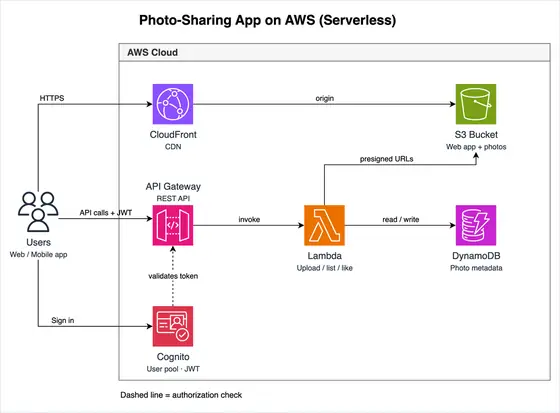 Photo-Sharing App on AWS (Serverless)
AWS Cloud
HTTPS
origin
CloudFront
CDN
S3 Bucket
Web app + photos
presigned URLs
API Gateway
REST API
API calls + JWT
invoke
read / write
Users
Web / Mobile app
Lambda
Upload / list / like
DynamoDB
Photo metadata
validates token
Sign in
Cognito
User pool · JWT
Dashed line = authorization check